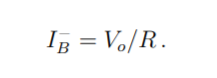 I_B^- = V_o/R .